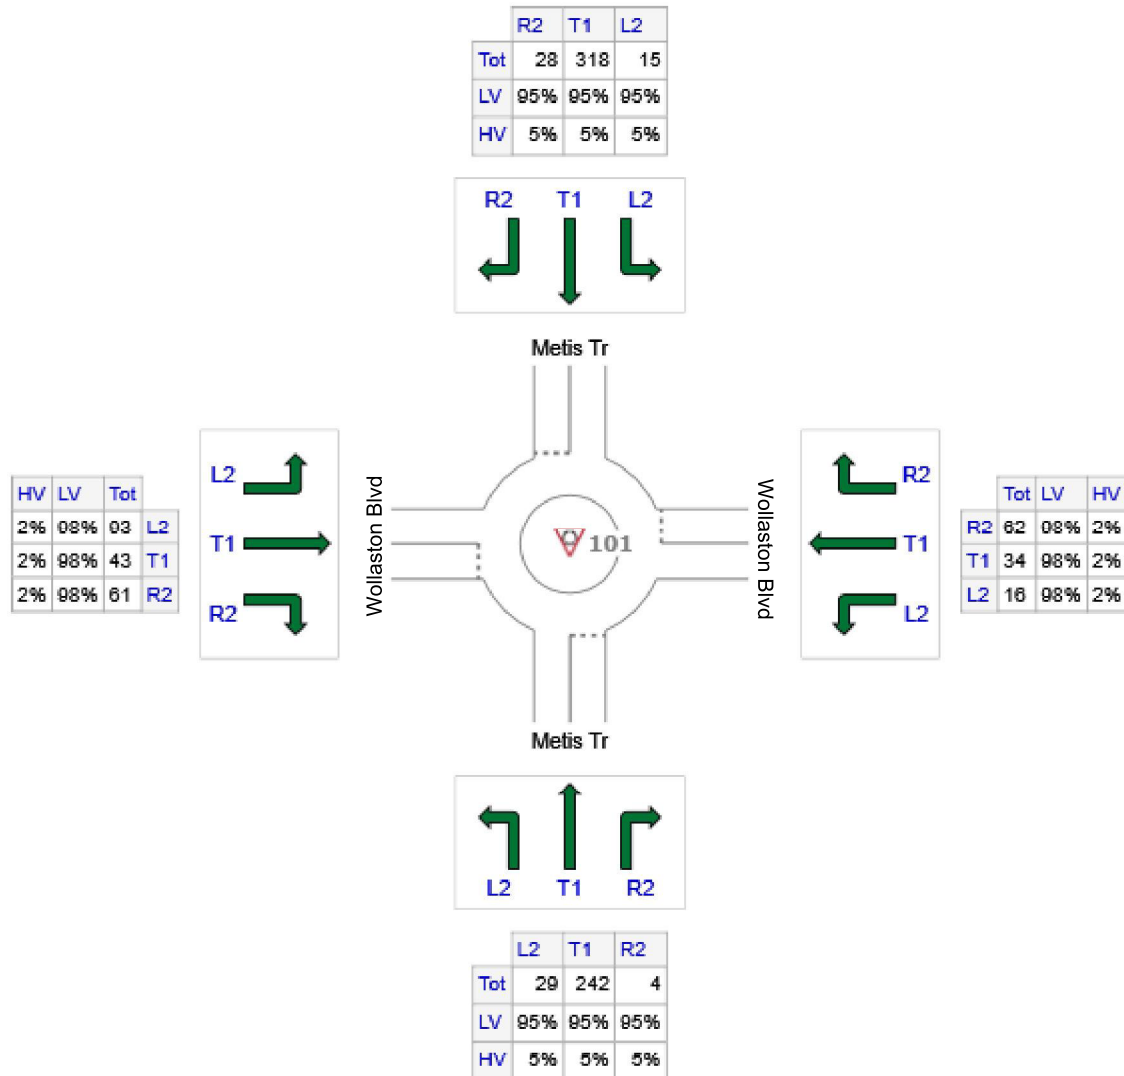 R2 T1 L2
Tot 28 318 15
LV 95% 95% 95%
HV 5% 5% 5%
R2 T1 L2
Metis Tr
HV LV Tot
2% 98% 93 L2
2% 98% 43 T1
2% 98% 61 R2
L2
T1
R2
Wollaston Blvd
101
Wollaston Blvd
R2
T1
L2
Tot LV HV
R2 62 98% 2%
T1 34 98% 2%
L2 16 98% 2%
Metis Tr
L2 T1 R2
L2 T1 R2
Tot 29 242 4
LV 95% 95% 95%
HV 5% 5% 5%